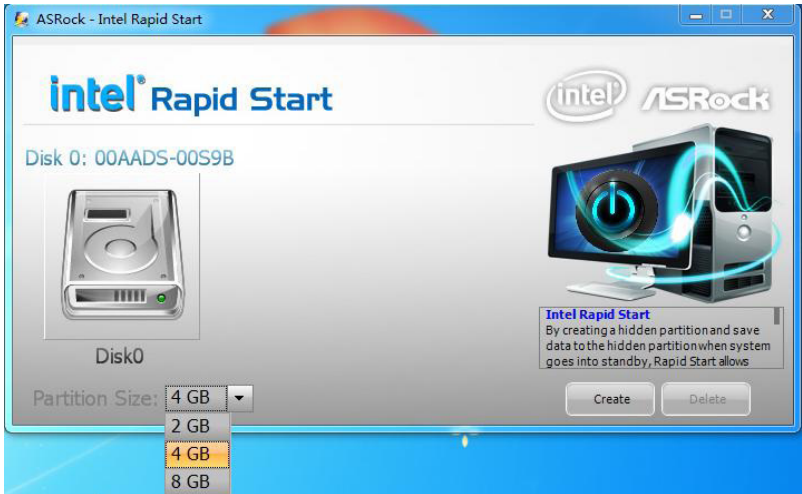 ASRock - Intel Rapid Start
intel® Rapid Start
intel ASRock
Disk 0: 00AADS-00S9B
Disk0
Intel Rapid Start
By creating a hidden partition and save
data to the hidden partition when system
goes into standby, Rapid Start allows
Partition Size: 4 GB
2 GB
4 GB
8 GB
Create
Delete